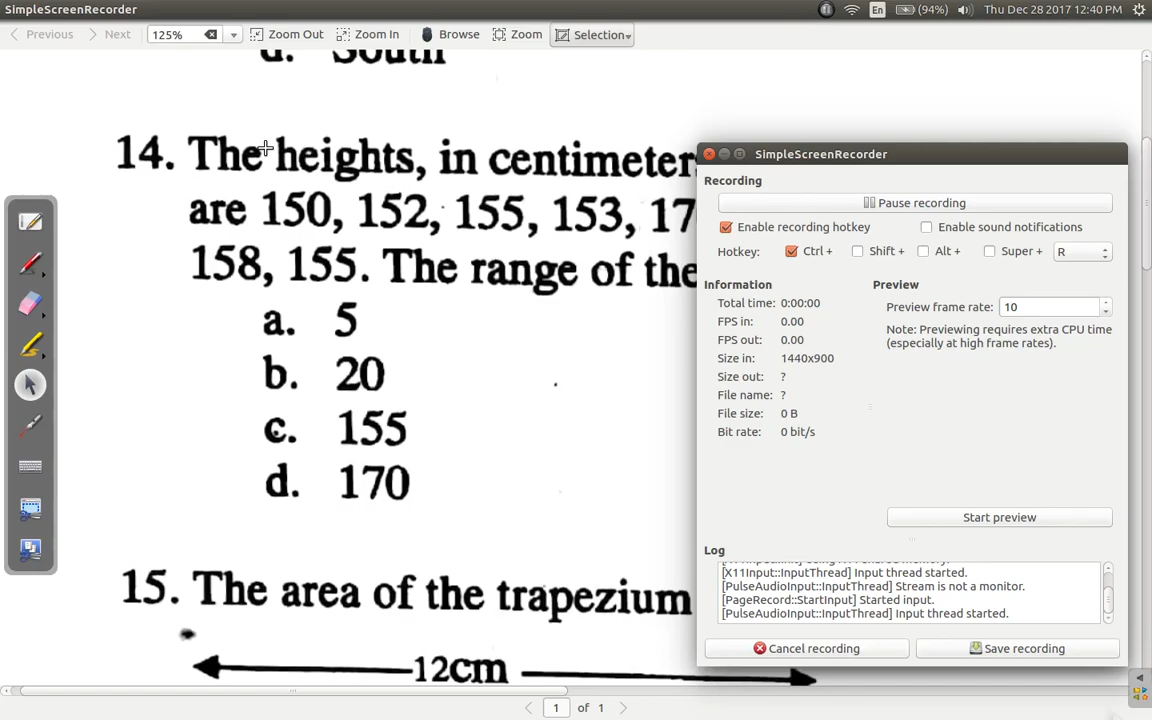 SimpleScreenRecorder
En
(94%)
Thu Dec 28 2017 12:40 PM
Previous
Next
125%
Zoom Out
Zoom In
Browse
Zoom
Selection
d. South
14. The heights, in centimeters
are 150, 152, 155, 153, 17
158, 155. The range of the
a. 5
b. 20
c. 155
d. 170
15. The area of the trapezium
12cm
SimpleScreenRecorder
Recording
Pause recording
Enable recording hotkey
Enable sound notifications
Hotkey:
Ctrl +
Shift +
Alt +
Super +
R
Information
Total time: 0:00:00
FPS in: 0.00
FPS out: 0.00
Size in: 1440x900
Size out: ?
File name: ?
File size: 0 B
Bit rate: 0 bit/s
Preview
Preview frame rate: 10
Note: Previewing requires extra CPU time
(especially at high frame rates).
Start preview
Log
[X11Input::InputThread] Input thread started.
[PulseAudioInput::InputThread] Stream is not a monitor.
[PageRecord::StartInput] Started input.
[PulseAudioInput::InputThread] Input thread started.
Cancel recording
Save recording
1 of 1